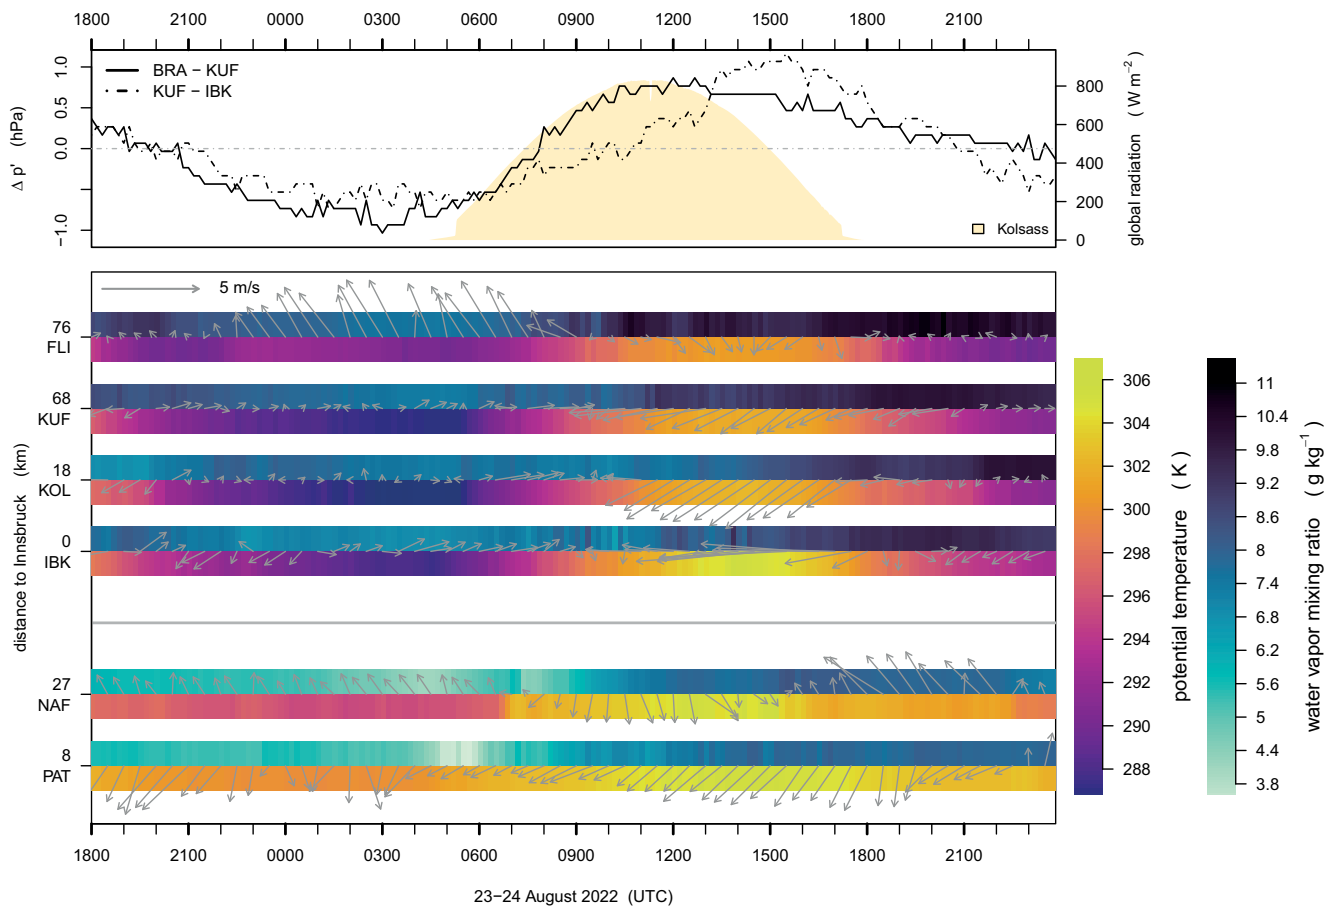 1800 2100 0000 0300 0600 0900 1200 1500 1800 2100
BRA − KUF
KUF − IBK
1.0
0.5
0.0
−1.0
Δ p' (hPa)
800
600
400
200
0
global radiation ( W m−2 )
Kolsass
5 m/s
76
FLI
68
KUF
18
KOL
0
IBK
27
NAF
8
PAT
distance to Innsbruck (km)
1800 2100 0000 0300 0600 0900 1200 1500 1800 2100
23−24 August 2022 (UTC)
306
304
302
300
298
296
294
292
290
288
potential temperature ( K )
11
10.4
9.8
9.2
8.6
8
7.4
6.8
6.2
5.6
5
4.4
3.8
water vapor mixing ratio ( g kg−1 )